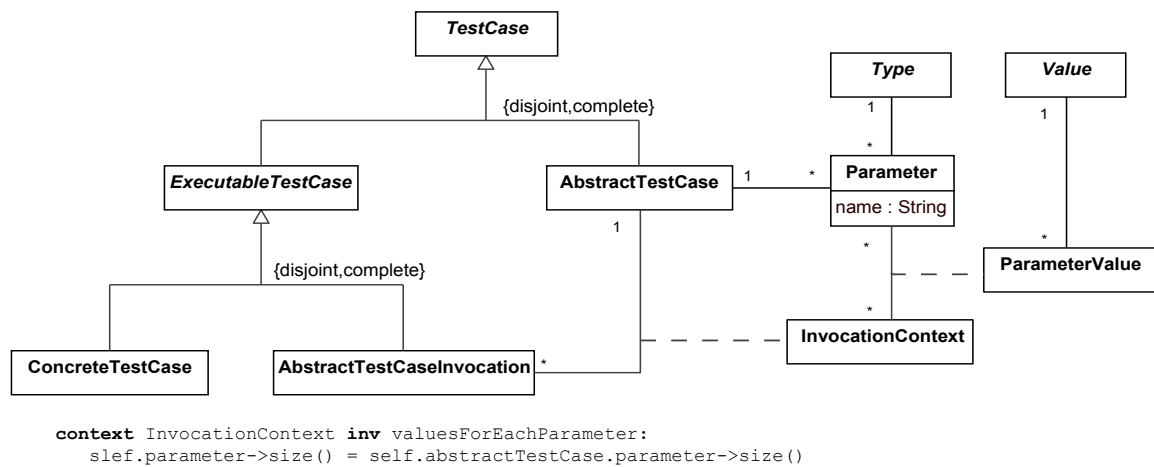 TestCase
Type
Value
{disjoint,complete}
1
1
*
ExecutableTestCase
AbstractTestCase
1
*
Parameter
name : String
1
*
*
ParameterValue
{disjoint,complete}
*
InvocationContext
ConcreteTestCase
AbstractTestCaseInvocation
*
context InvocationContext inv valuesForEachParameter:
slef.parameter->size() = self.abstractTestCase.parameter->size()